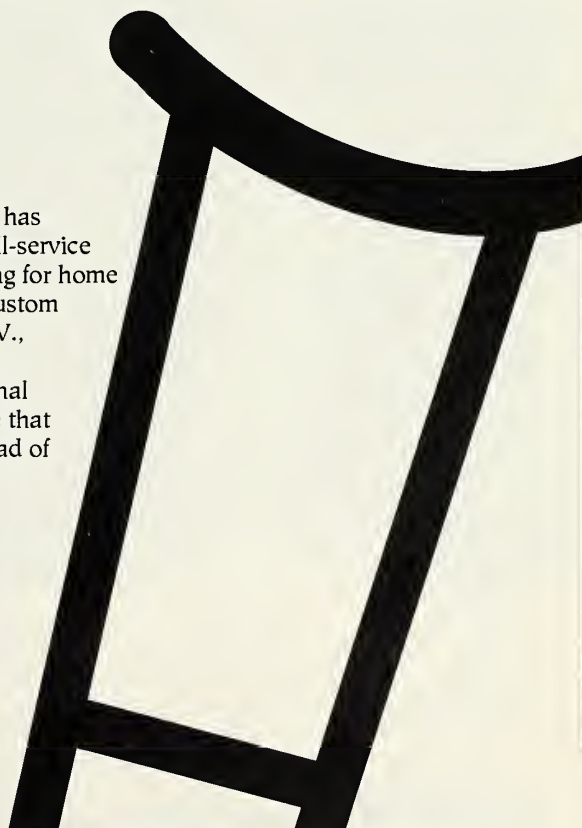 has
l-service
g for home
ustom
V.,
nal
that
ad of